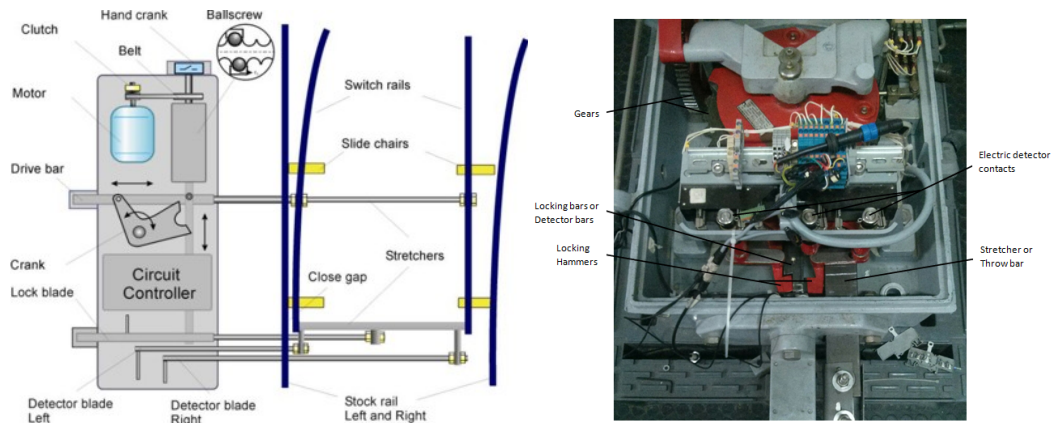 Hand crank
Ballscrew
Clutch
Belt
Motor
Switch rails
Slide chairs
Drive bar
Crank
Circuit
Controller
Stretchers
Close gap
Lock blade
Detector blade
Left
Detector blade
Right
Stock rail
Left and Right
Gears
Electric detector
contacts
Locking bars or
Detector bars
Locking
Hammers
Stretcher or
Throw bar